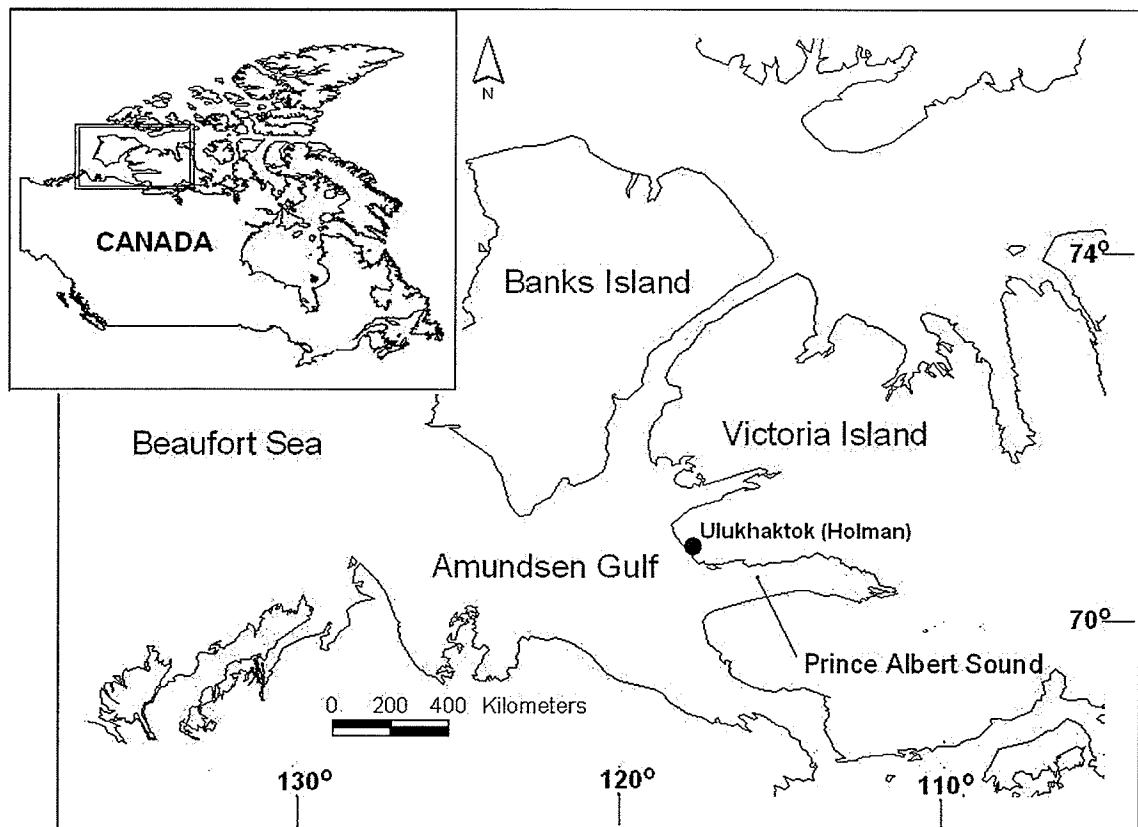 N
CANADA
Banks Island
74°
Beaufort Sea
Victoria Island
Ulukhaktok (Holman)
Amundsen Gulf
70°
Prince Albert Sound
0 200 400 Kilometers
130°
120°
110°